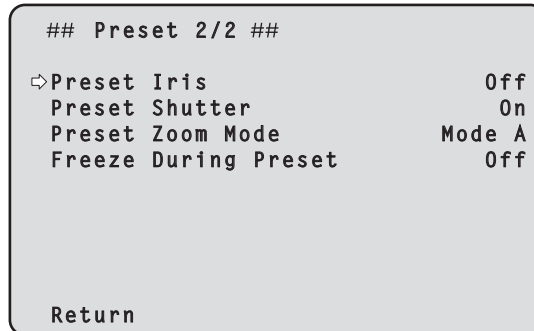 ## Preset 2/2 ##
⇨Preset Iris Off
Preset Shutter On
Preset Zoom Mode Mode A
Freeze During Preset Off
Return